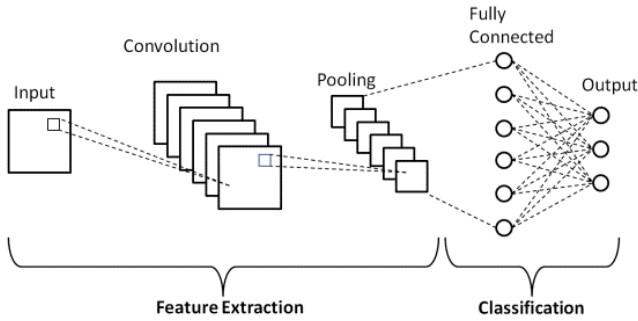 Input
Convolution
Pooling
Fully
Connected
Output
Feature Extraction
Classification